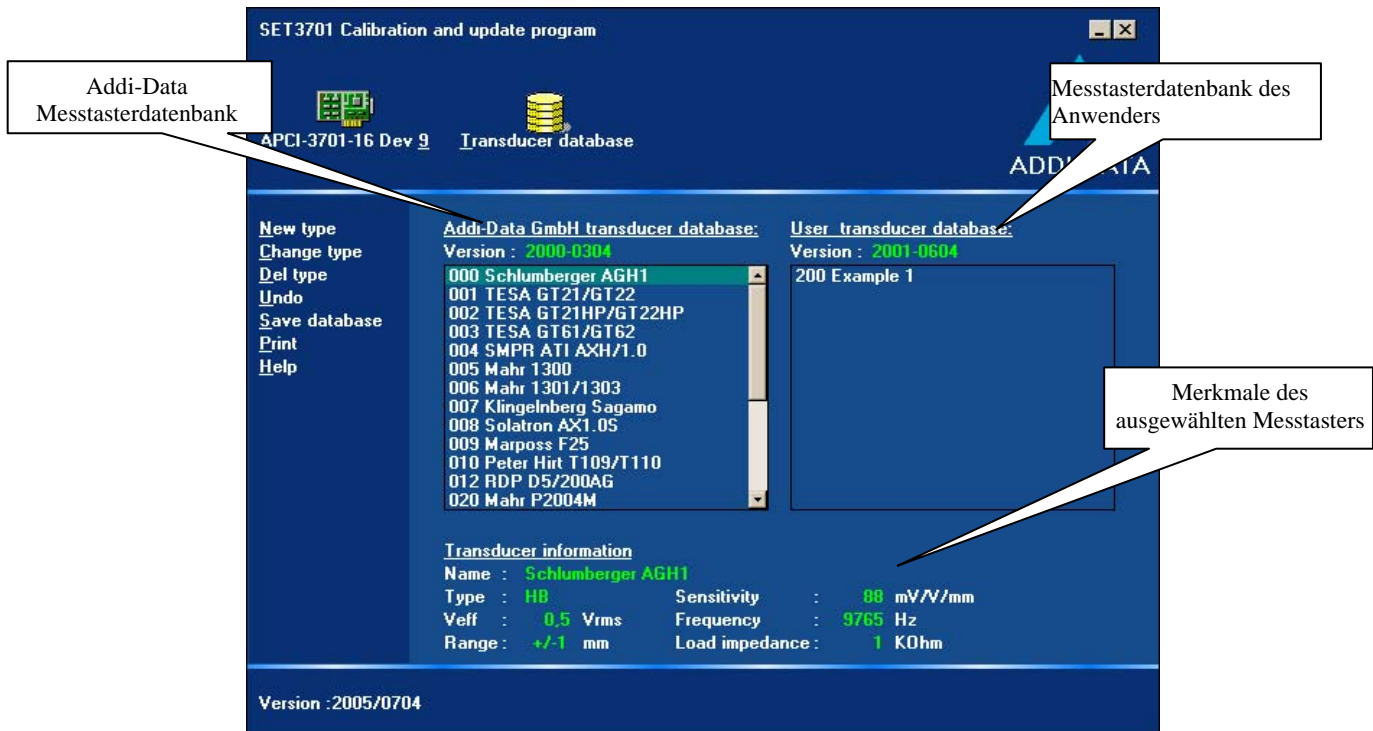 SET3701 Calibration and update program
Addi-Data
Messtasterdatenbank
Messtasterdatenbank des
Anwenders
APCI-3701-16 Dev 9
Transducer database
New type
Change type
Del type
Undo
Save database
Print
Help
Addi-Data GmbH transducer database:
Version : 2000-0304
000 Schlumberger AGH1
001 TESA GT21/GT22
002 TESA GT21HP/GT22HP
003 TESA GT61/GT62
004 SMPR ATI AXH/1.0
005 Mahr 1300
006 Mahr 1301/1303
007 Klingelnberg Sagamo
008 Solatron AX1.0S
009 Marposs F25
010 Peter Hirt T109/T110
012 RDP D5/200AG
020 Mahr P2004M
User transducer database:
Version : 2001-0604
200 Example 1
Merkmale des
ausgewählten Messtasters
Transducer information
Name : Schlumberger AGH1
Type : HB Sensitivity : 88 mV/V/mm
Veff : 0,5 Vrms Frequency : 9765 Hz
Range : +/-1 mm Load impedance : 1 KOhm
Version :2005/0704